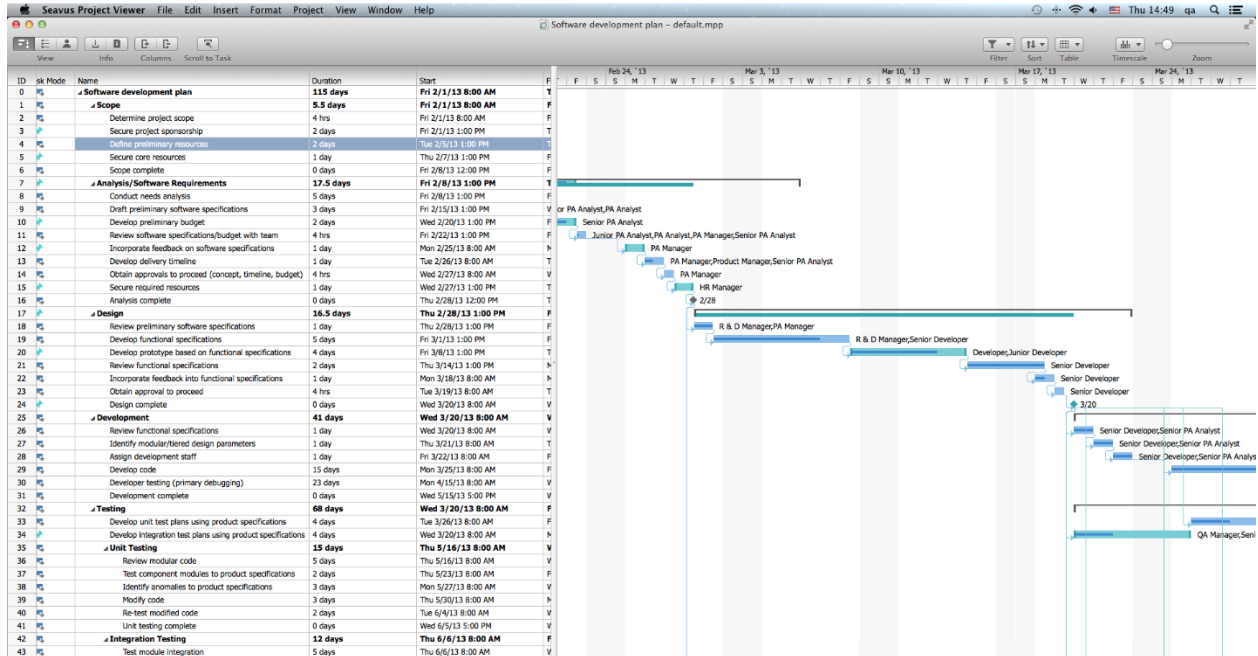 Seavus Project Viewer File Edit Insert Format Project View Window Help Thu 14:49 qa
Software development plan – default.mpp
View Info Columns Scroll to Task Filter Sort Table Timescale Zoom
Feb 24, '13 Mar 3, '13 Mar 10, '13 Mar 17, '13 Mar 24, '13
ID sk Mode Name Duration Start F F S S M T W T F S S M T W T F S S M T W T F S S M T W T F S S M T W T
0 Software development plan 115 days Fri 2/1/13 8:00 AM T
1 Scope 5.5 days Fri 2/1/13 8:00 AM F
2 Determine project scope 4 hrs Fri 2/1/13 8:00 AM F
3 Secure project sponsorship 2 days Fri 2/1/13 1:00 PM T
4 Define preliminary resources 2 days Tue 2/5/13 1:00 PM T
5 Secure core resources 1 day Thu 2/7/13 1:00 PM F
6 Scope complete 0 days Fri 2/8/13 12:00 PM F
7 Analysis/Software Requirements 17.5 days Fri 2/8/13 1:00 PM T
8 Conduct needs analysis 5 days Fri 2/8/13 1:00 PM F
9 Draft preliminary software specifications 3 days Fri 2/15/13 1:00 PM or PA Analyst,PA Analyst
10 Develop preliminary budget 2 days Wed 2/20/13 1:00 PM F Senior PA Analyst
11 Review software specifications/budget with team 4 hrs Fri 2/22/13 1:00 PM F Junior PA Analyst,PA Analyst,PA Manager,Senior PA Analyst
12 Incorporate feedback on software specifications 1 day Mon 2/25/13 8:00 AM PA Manager
13 Develop delivery timeline 1 day Tue 2/26/13 8:00 AM T PA Manager,Product Manager,Senior PA Analyst
14 Obtain approvals to proceed (concept, timeline, budget) 4 hrs Wed 2/27/13 8:00 AM PA Manager
15 Secure required resources 1 day Wed 2/27/13 1:00 PM T HR Manager
16 Analysis complete 0 days Thu 2/28/13 12:00 PM T 2/28
17 Design 16.5 days Thu 2/28/13 1:00 PM F
18 Review preliminary software specifications 1 day Thu 2/28/13 1:00 PM F R & D Manager,PA Manager
19 Develop functional specifications 5 days Fri 3/1/13 1:00 PM F R & D Manager,Senior Developer
20 Develop prototype based on functional specifications 4 days Fri 3/8/13 1:00 PM T Developer,Junior Developer
21 Review functional specifications 2 days Thu 3/14/13 1:00 PM Senior Developer
22 Incorporate feedback into functional specifications 1 day Mon 3/18/13 8:00 AM Senior Developer
23 Obtain approval to proceed 4 hrs Tue 3/19/13 8:00 AM T Senior Developer
24 Design complete 0 days Wed 3/20/13 8:00 AM 3/20
25 Development 41 days Wed 3/20/13 8:00 AM
26 Review functional specifications 1 day Wed 3/20/13 8:00 AM Senior Developer,Senior PA Analyst
27 Identify modular/tiered design parameters 1 day Thu 3/21/13 8:00 AM T Senior Developer,Senior PA Analyst
28 Assign development staff 1 day Fri 3/22/13 8:00 AM F Senior Developer,Senior PA Analys
29 Develop code 15 days Mon 3/25/13 8:00 AM F
30 Developer testing (primary debugging) 23 days Mon 4/15/13 8:00 AM
31 Development complete 0 days Wed 5/15/13 5:00 PM
32 Testing 68 days Wed 3/20/13 8:00 AM F
33 Develop unit test plans using product specifications 4 days Tue 3/26/13 8:00 AM F
34 Develop integration test plans using product specifications 4 days Wed 3/20/13 8:00 AM QA Manager,Seni
35 Unit Testing 15 days Thu 5/16/13 8:00 AM
36 Review modular code 5 days Thu 5/16/13 8:00 AM
37 Test component modules to product specifications 2 days Thu 5/23/13 8:00 AM F
38 Identify anomalies to product specifications 3 days Mon 5/27/13 8:00 AM
39 Modify code 3 days Thu 5/30/13 8:00 AM
40 Re-test modified code 2 days Tue 6/4/13 8:00 AM
41 Unit testing complete 0 days Wed 6/5/13 5:00 PM
42 Integration Testing 12 days Thu 6/6/13 8:00 AM F
43 Test module integration 5 days Thu 6/6/13 8:00 AM